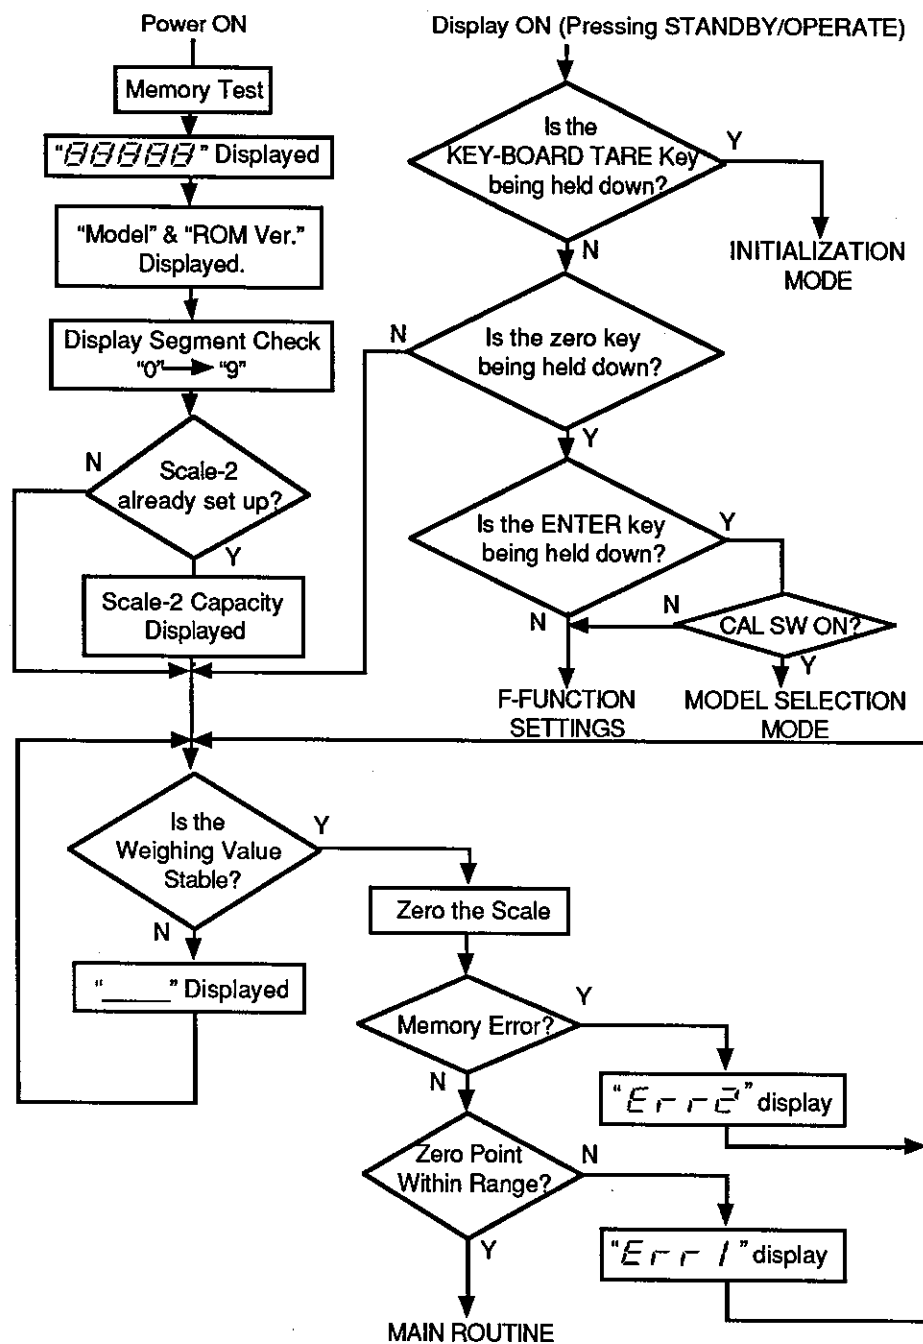 Power ON
Memory Test
“88888” Displayed
“Model” & “ROM Ver.”
Displayed.
Display Segment Check
“0” “9”
N
Scale-2
already set up?
Y
Scale-2 Capacity
Displayed
Display ON (Pressing STANDBY/OPERATE)
Is the
KEY-BOARD TARE Key
being held down?
Y
N
INITIALIZATION
MODE
N
Is the zero key
being held down?
Y
Is the ENTER key
being held down?
Y
N
N
CAL SW ON?
Y
F-FUNCTION
SETTINGS
MODEL SELECTION
MODE
Is the
Weighing Value
Stable?
Y
N
“_____” Displayed
Zero the Scale
Memory Error?
Y
N
“Err2” display
Zero Point
Within Range?
N
Y
“Err1” display
MAIN ROUTINE